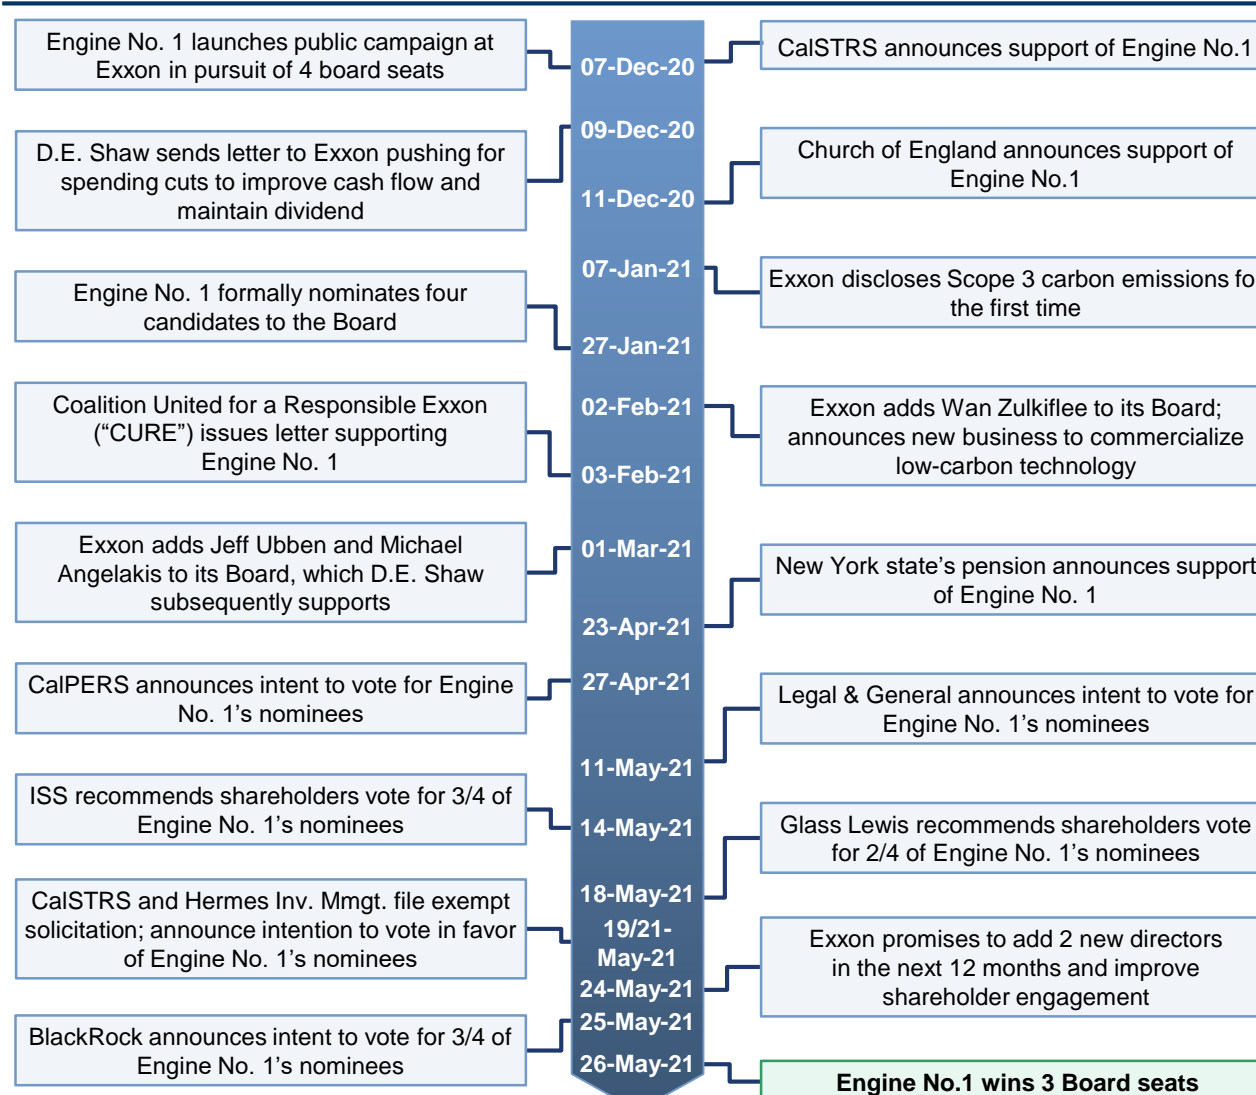 Engine No. 1 launches public campaign at
Exxon in pursuit of 4 board seats
07-Dec-20
CalSTRS announces support of Engine No.1
09-Dec-20
D.E. Shaw sends letter to Exxon pushing for
spending cuts to improve cash flow and
maintain dividend
Church of England announces support of
Engine No.1
11-Dec-20
07-Jan-21
Exxon discloses Scope 3 carbon emissions fo
the first time
Engine No. 1 formally nominates four
candidates to the Board
27-Jan-21
02-Feb-21
Exxon adds Wan Zulkiflee to its Board;
announces new business to commercialize
low-carbon technology
Coalition United for a Responsible Exxon
(“CURE”) issues letter supporting
Engine No. 1
03-Feb-21
Exxon adds Jeff Ubben and Michael
Angelakis to its Board, which D.E. Shaw
subsequently supports
01-Mar-21
New York state’s pension announces support
of Engine No. 1
23-Apr-21
CalPERS announces intent to vote for Engine
No. 1’s nominees
27-Apr-21
Legal & General announces intent to vote for
Engine No. 1’s nominees
11-May-21
ISS recommends shareholders vote for 3/4 of
Engine No. 1’s nominees
14-May-21
Glass Lewis recommends shareholders vote
for 2/4 of Engine No. 1’s nominees
18-May-21
CalSTRS and Hermes Inv. Mmgt. file exempt
solicitation; announce intention to vote in favor
of Engine No. 1’s nominees
19/21-
May-21
Exxon promises to add 2 new directors
in the next 12 months and improve
shareholder engagement
24-May-21
25-May-21
BlackRock announces intent to vote for 3/4 of
Engine No. 1’s nominees
26-May-21
Engine No.1 wins 3 Board seats